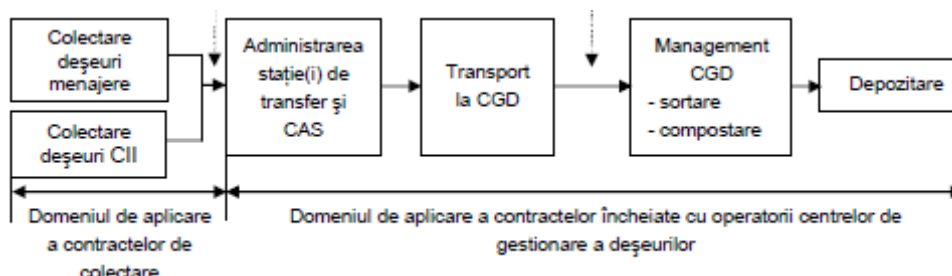 Colectare
deşeuri
menajere
Colectare
deşeuri CII
Administrarea
staţie(i) de
transfer şi
CAS
Transport
la CGD
Management
CGD
- sortare
- compostare
Depozitare
Domeniul de aplicare
a contractelor de
colectare
Domeniul de aplicare a contractelor încheiate cu operatorii centrelor de
gestionare a deşeurilor